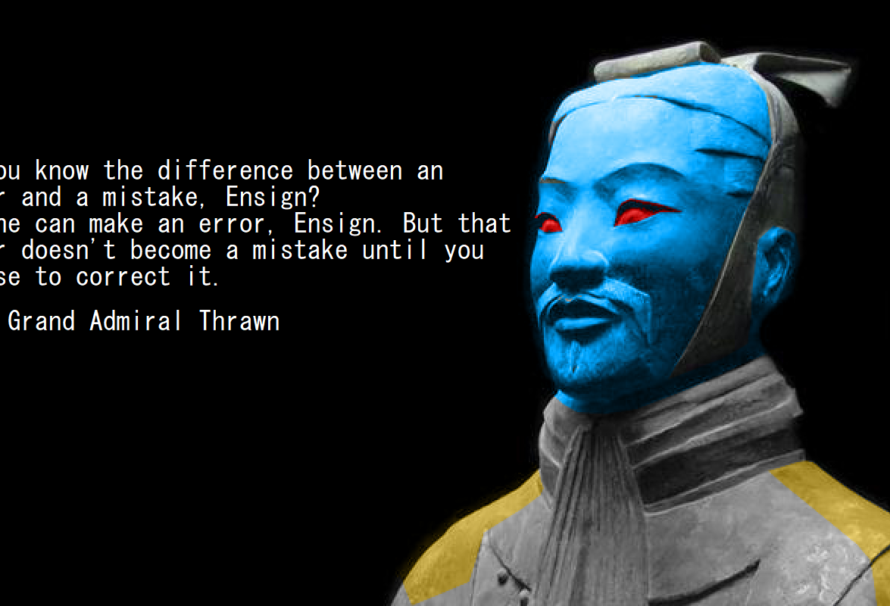 ou know the difference between an
r and a mistake, Ensign?
ne can make an error, Ensign. But that
r doesn't become a mistake until you
se to correct it.
Grand Admiral Thrawn